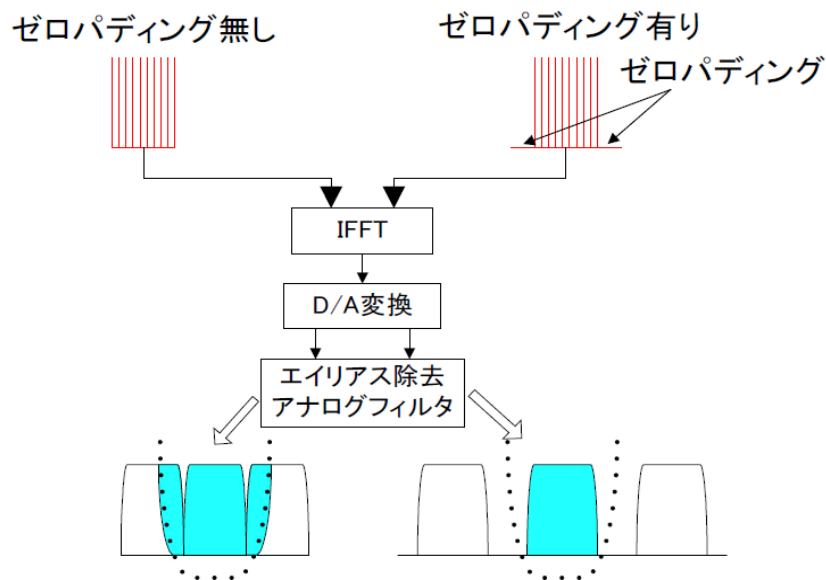 ゼロパディング無し
ゼロパディング有り
ゼロパディング
IFFT
D/A変換
エイリアス除去
アナログフィルタ